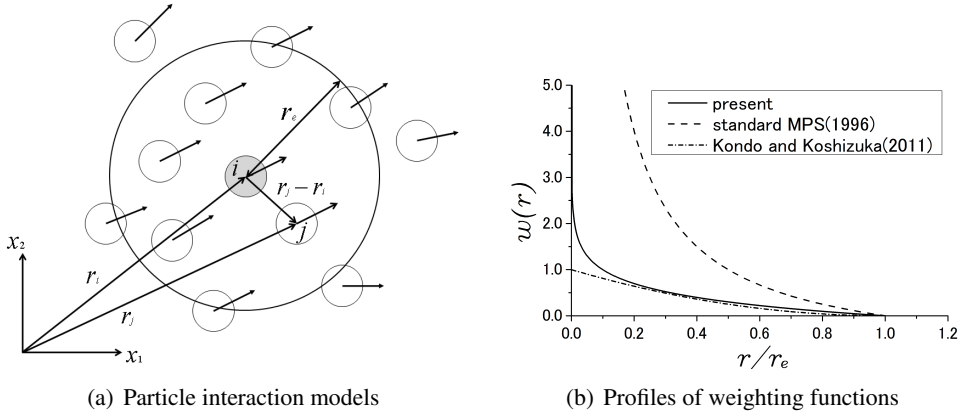 r_e
i
r_j − r_i
j
x_2
r_i
r_j
x_1
(a) Particle interaction models
5.0
4.0
3.0
2.0
1.0
0.0
w(r)
present
standard MPS(1996)
Kondo and Koshizuka(2011)
0.0 0.2 0.4 0.6 0.8 1.0 1.2
r/r_e
(b) Profiles of weighting functions